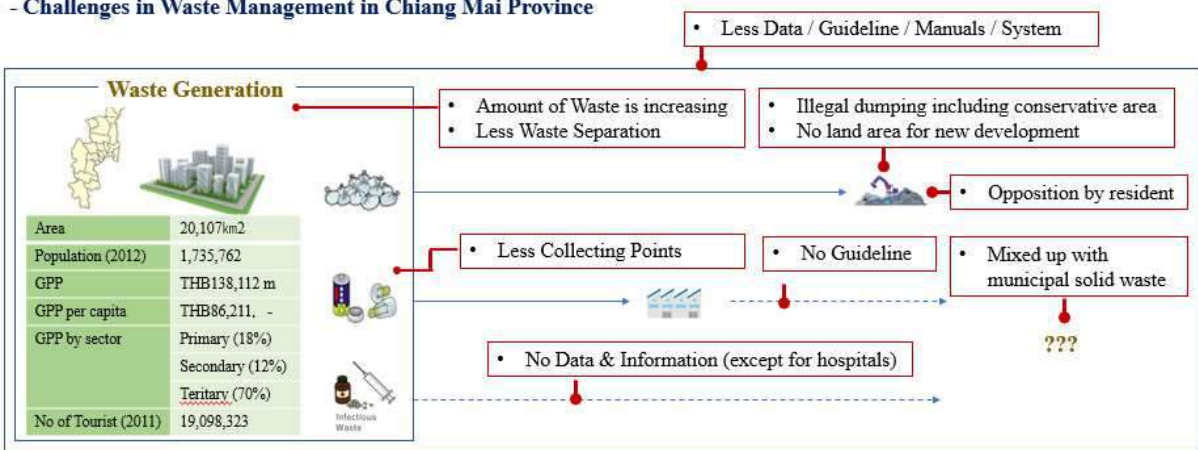 - Challenges in Waste Management in Chiang Mai Province
• Less Data / Guideline / Manuals / System
Waste Generation
• Amount of Waste is increasing
• Less Waste Separation
• Illegal dumping including conservative area
• No land area for new development
• Opposition by resident
Area 20,107km2
Population (2012) 1,735,762
GPP THB138,112 m
GPP per capita THB86,211. -
GPP by sector Primary (18%)
Secondary (12%)
Teritary (70%)
No of Tourist (2011) 19,098,323
• Less Collecting Points
• No Guideline
• Mixed up with
municipal solid waste
???
• No Data & Information (except for hospitals)
Infectious
Waste